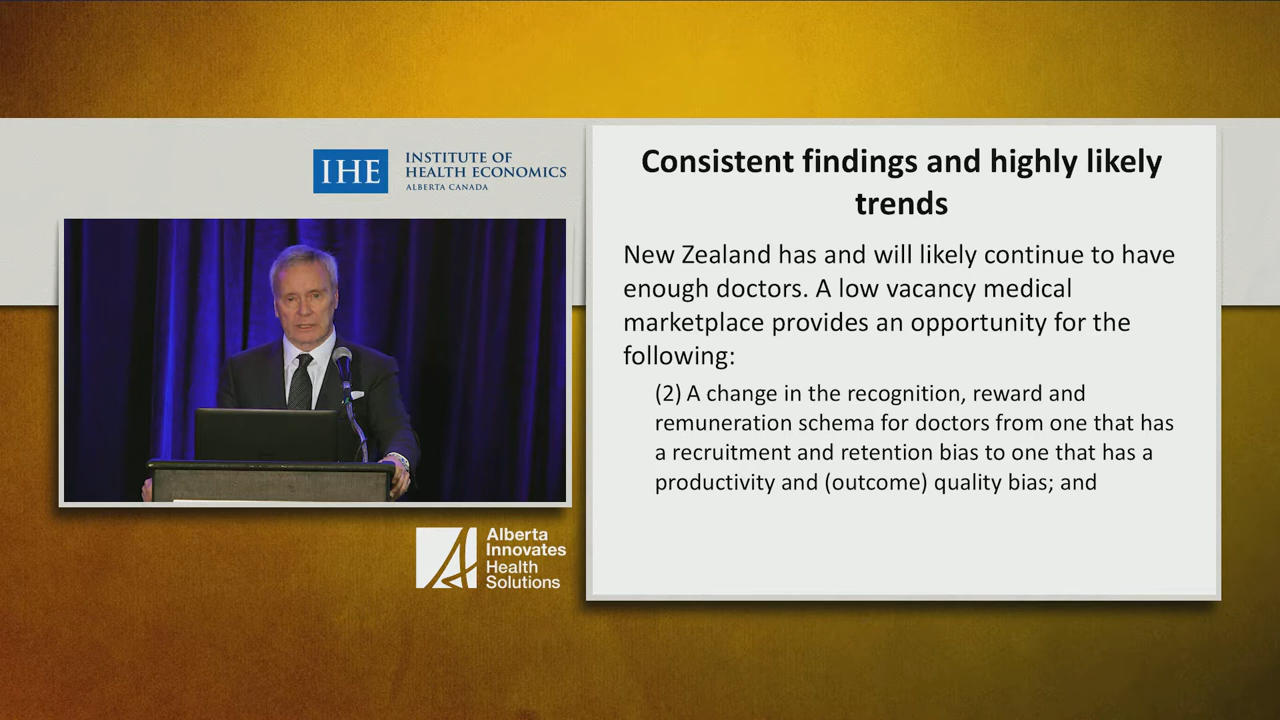 IHE
INSTITUTE OF
HEALTH ECONOMICS
ALBERTA CANADA
Alberta
Innovates
Health
Solutions
Consistent findings and highly likely
trends
New Zealand has and will likely continue to have
enough doctors. A low vacancy medical
marketplace provides an opportunity for the
following:
(2) A change in the recognition, reward and
remuneration schema for doctors from one that has
a recruitment and retention bias to one that has a
productivity and (outcome) quality bias; and